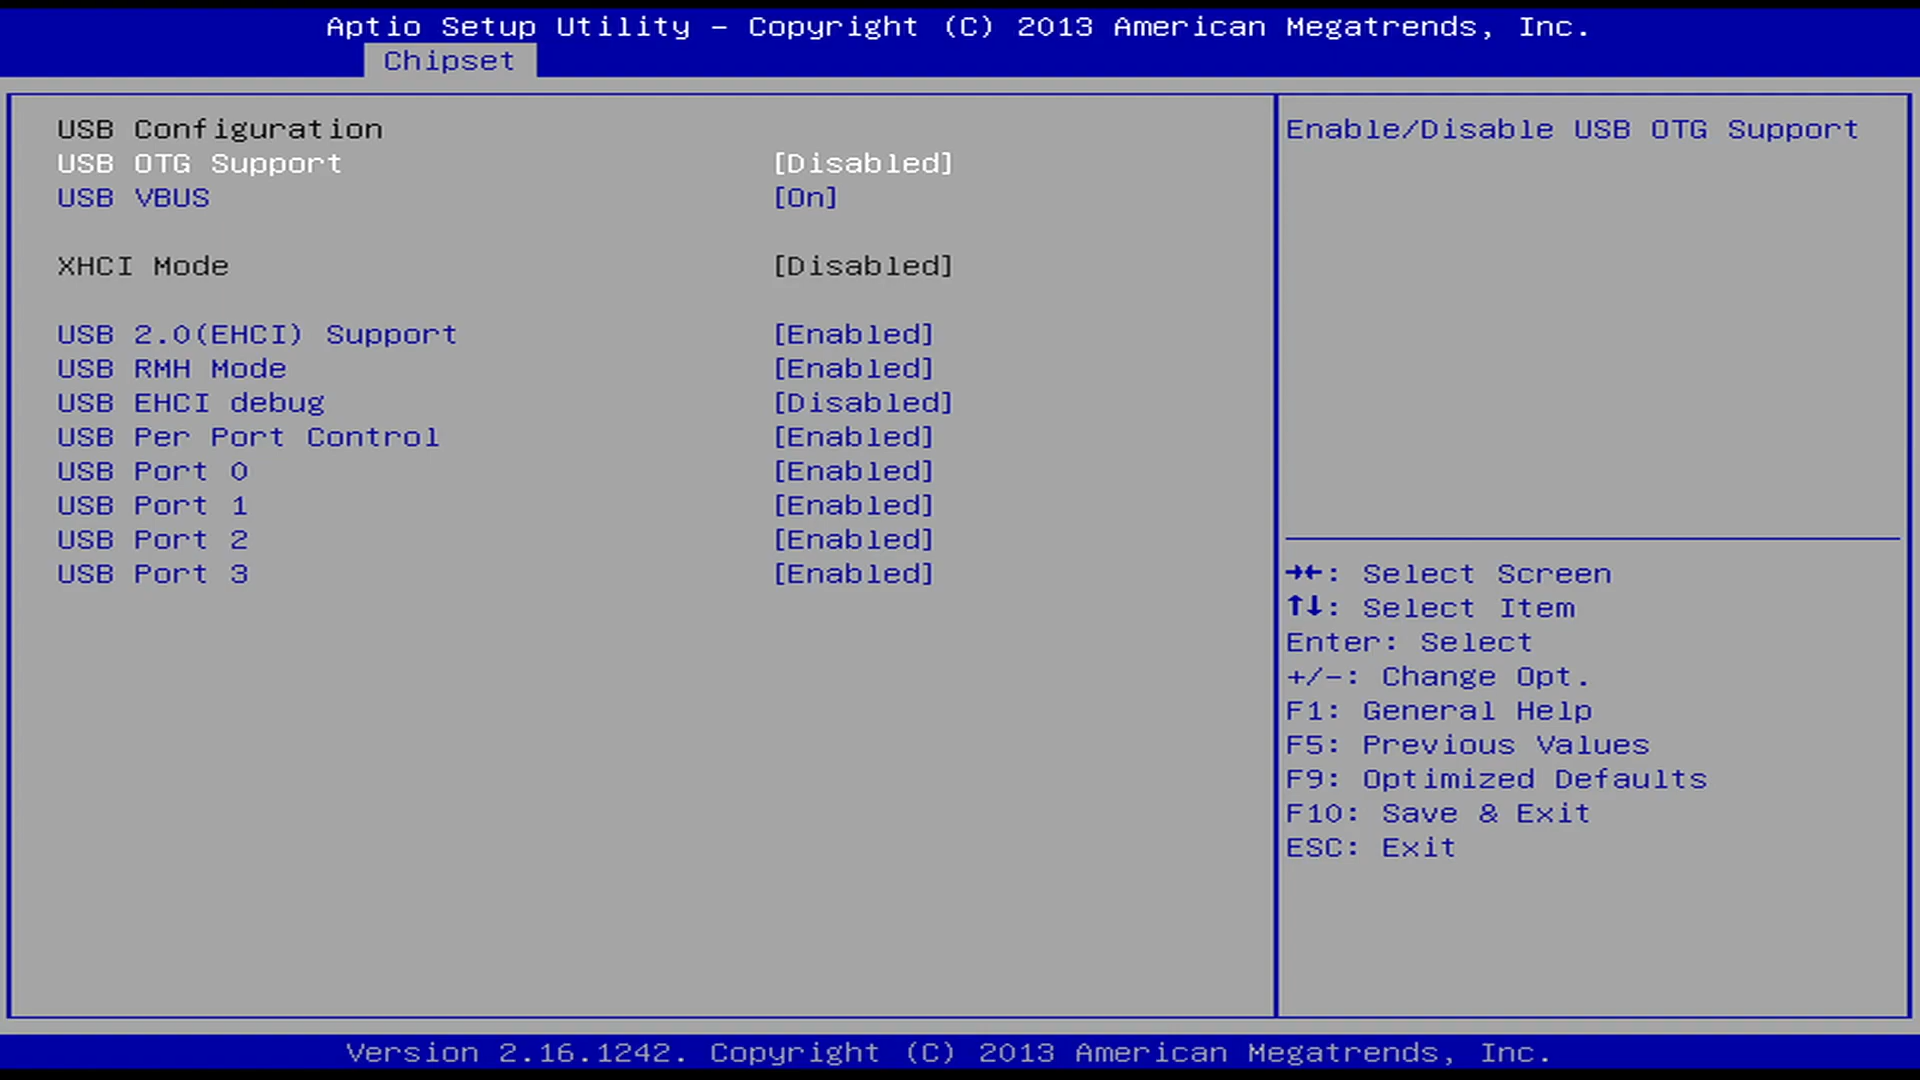 Aptio Setup Utility – Copyright (C) 2013 American Megatrends, Inc.
Chipset
USB Configuration
USB OTG Support [Disabled]
USB VBUS [On]
XHCI Mode [Disabled]
USB 2.0(EHCI) Support [Enabled]
USB RMH Mode [Enabled]
USB EHCI debug [Disabled]
USB Per Port Control [Enabled]
USB Port 0 [Enabled]
USB Port 1 [Enabled]
USB Port 2 [Enabled]
USB Port 3 [Enabled]
Enable/Disable USB OTG Support
→←: Select Screen
↑↓: Select Item
Enter: Select
+/-: Change Opt.
F1: General Help
F5: Previous Values
F9: Optimized Defaults
F10: Save & Exit
ESC: Exit
Version 2.16.1242. Copyright (C) 2013 American Megatrends, Inc.